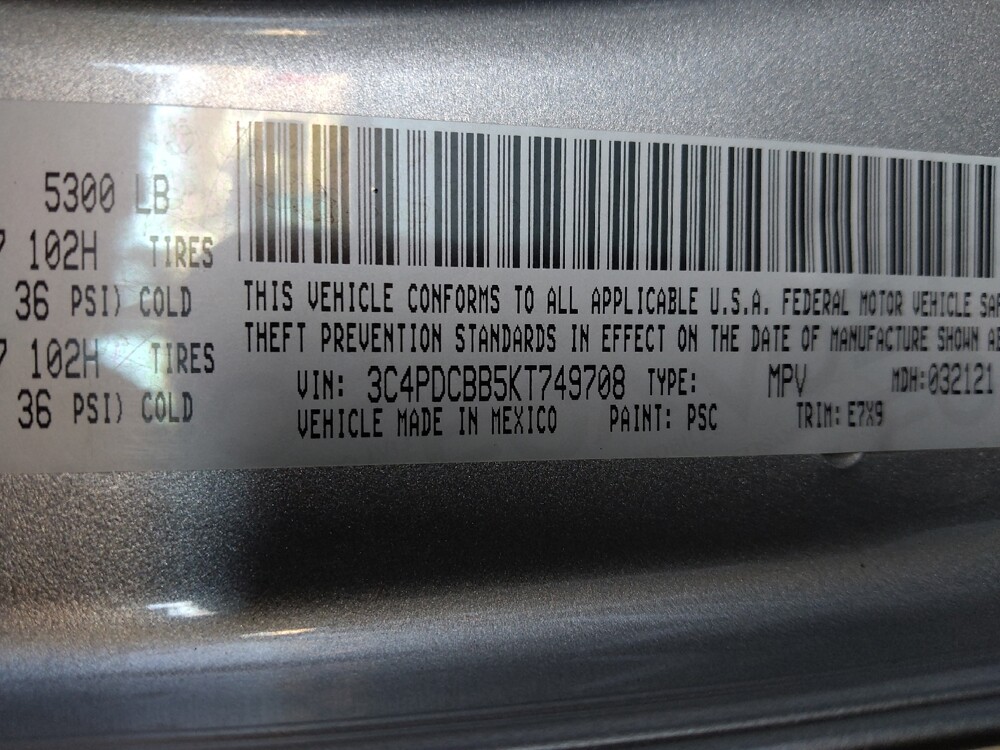 5300 LB
102H TIRES
36 PSI) COLD
102H TIRES
36 PSI) COLD
THIS VEHICLE CONFORMS TO ALL APPLICABLE U.S.A. FEDERAL MOTOR VEHICLE SA
THEFT PREVENTION STANDARDS IN EFFECT ON THE DATE OF MANUFACTURE SHOWN A
VIN: 3C4PDCBB5KT749708 TYPE: MPV MDH:032121
VEHICLE MADE IN MEXICO PAINT: PSC TRIM: E7X9